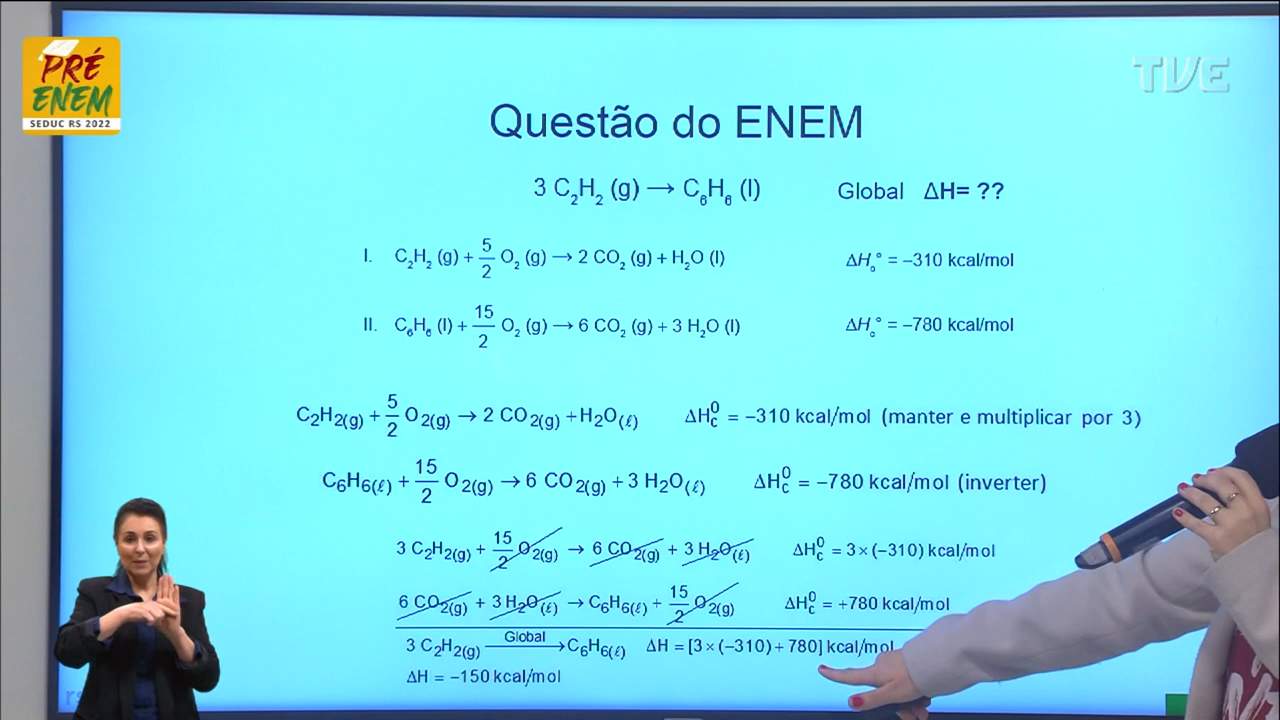 PRÉ
ENEM
SEDUC RS 2022
TVE
Questão do ENEM
3 C₂H₂ (g) → C₆H₆ (l) Global ΔH= ??
I. C₂H₂ (g) + 5/2 O₂ (g) → 2 CO₂ (g) + H₂O (l) ΔH꜀° = –310 kcal/mol
II. C₆H₆ (l) + 15/2 O₂ (g) → 6 CO₂ (g) + 3 H₂O (l) ΔH꜀° = –780 kcal/mol
C₂H₂(g) + 5/2 O₂(g) → 2 CO₂(g) + H₂O(ℓ) ΔH⁰c = –310 kcal/mol (manter e multiplicar por 3)
C₆H₆(ℓ) + 15/2 O₂(g) → 6 CO₂(g) + 3 H₂O(ℓ) ΔH⁰c = –780 kcal/mol (inverter)
3 C₂H₂(g) + 15/2 O₂(g) → 6 CO₂(g) + 3 H₂O(ℓ) ΔH⁰c = 3×(–310) kcal/mol
6 CO₂(g) + 3 H₂O(ℓ) → C₆H₆(ℓ) + 15/2 O₂(g) ΔH⁰c = +780 kcal/mol
3 C₂H₂(g) Global → C₆H₆(ℓ) ΔH = [3×(–310) + 780] kcal/mol
ΔH = –150 kcal/mol